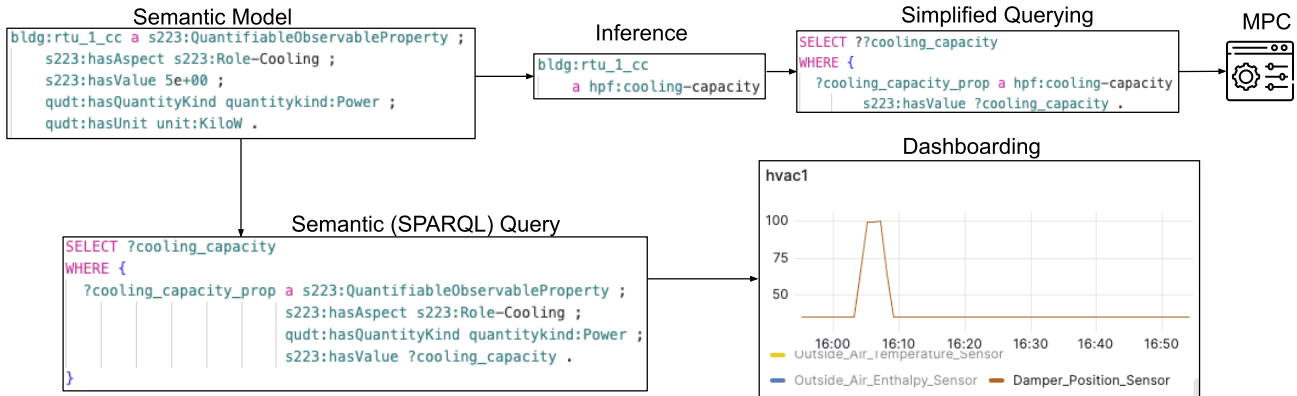 Semantic Model
bldg:rtu_1_cc a s223:QuantifiableObservableProperty ;
s223:hasAspect s223:Role-Cooling ;
s223:hasValue 5e+00 ;
qudt:hasQuantityKind quantitykind:Power ;
qudt:hasUnit unit:KiloW .
Inference
bldg:rtu_1_cc
a hpf:cooling-capacity
Simplified Querying
SELECT ??cooling_capacity
WHERE {
?cooling_capacity_prop a hpf:cooling-capacity
s223:hasValue ?cooling_capacity .
MPC
Semantic (SPARQL) Query
SELECT ?cooling_capacity
WHERE {
?cooling_capacity_prop a s223:QuantifiableObservableProperty ;
s223:hasAspect s223:Role-Cooling ;
qudt:hasQuantityKind quantitykind:Power ;
s223:hasValue ?cooling_capacity .
}
Dashboarding
hvac1
100
75
50
16:00 16:10 16:20 16:30 16:40 16:50
Outside_Air_Temperature_Sensor
Outside_Air_Enthalpy_Sensor Damper_Position_Sensor